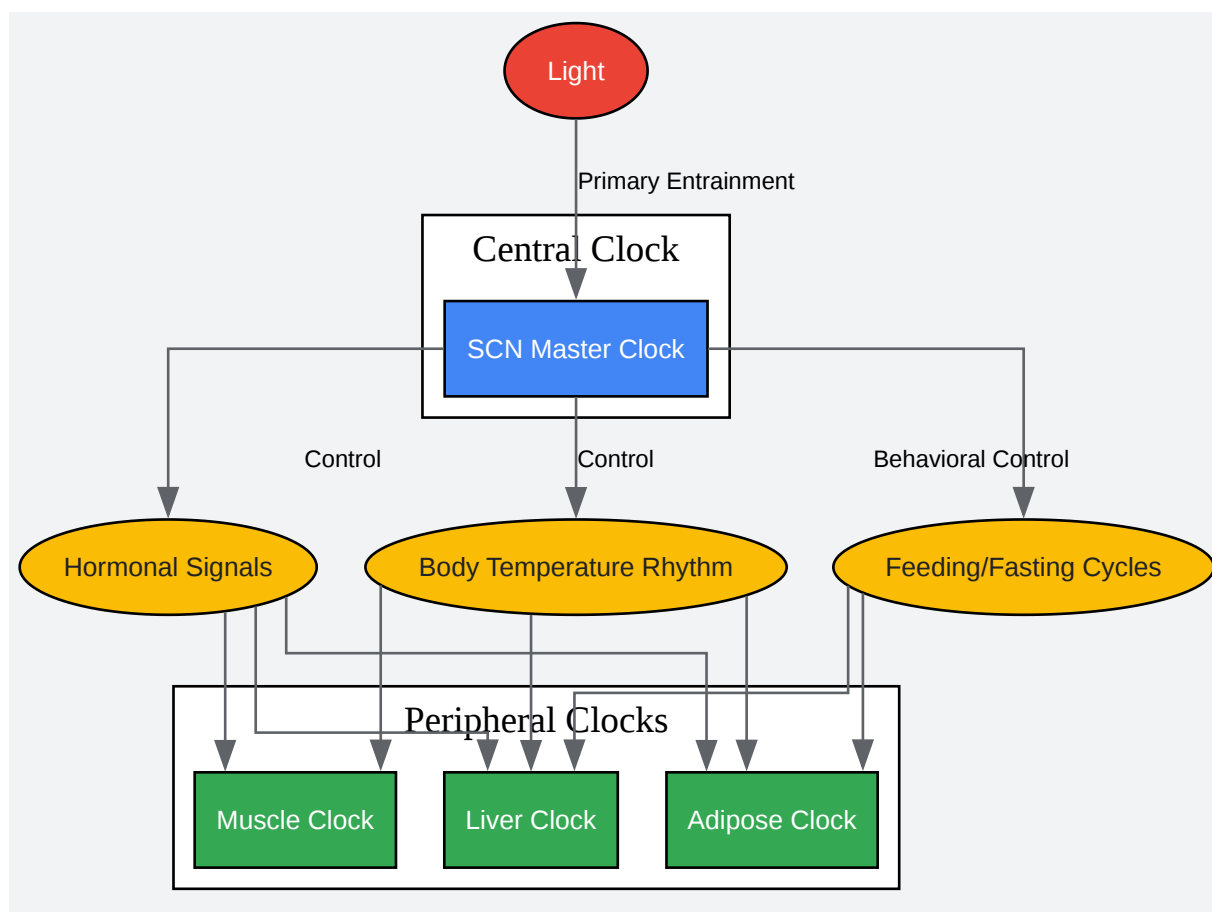 Light
Primary Entrainment
Central Clock
SCN Master Clock
Control
Control
Behavioral Control
Hormonal Signals
Body Temperature Rhythm
Feeding/Fasting Cycles
Peripheral Clocks
Muscle Clock
Liver Clock
Adipose Clock